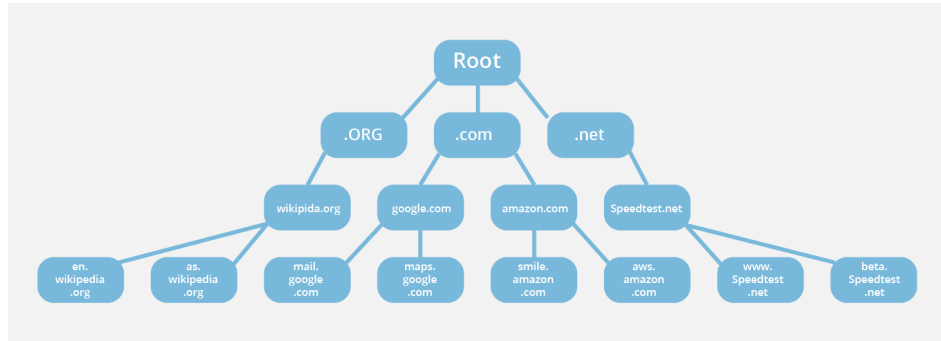 Root
.ORG
.com
.net
wikipida.org
google.com
amazon.com
Speedtest.net
en.
wikipedia
.org
as.
wikipedia
.org
mail.
google
.com
maps.
google
.com
smile.
amazon
.com
aws.
amazon
.com
www.
Speedtest
.net
beta.
Speedtest
.net